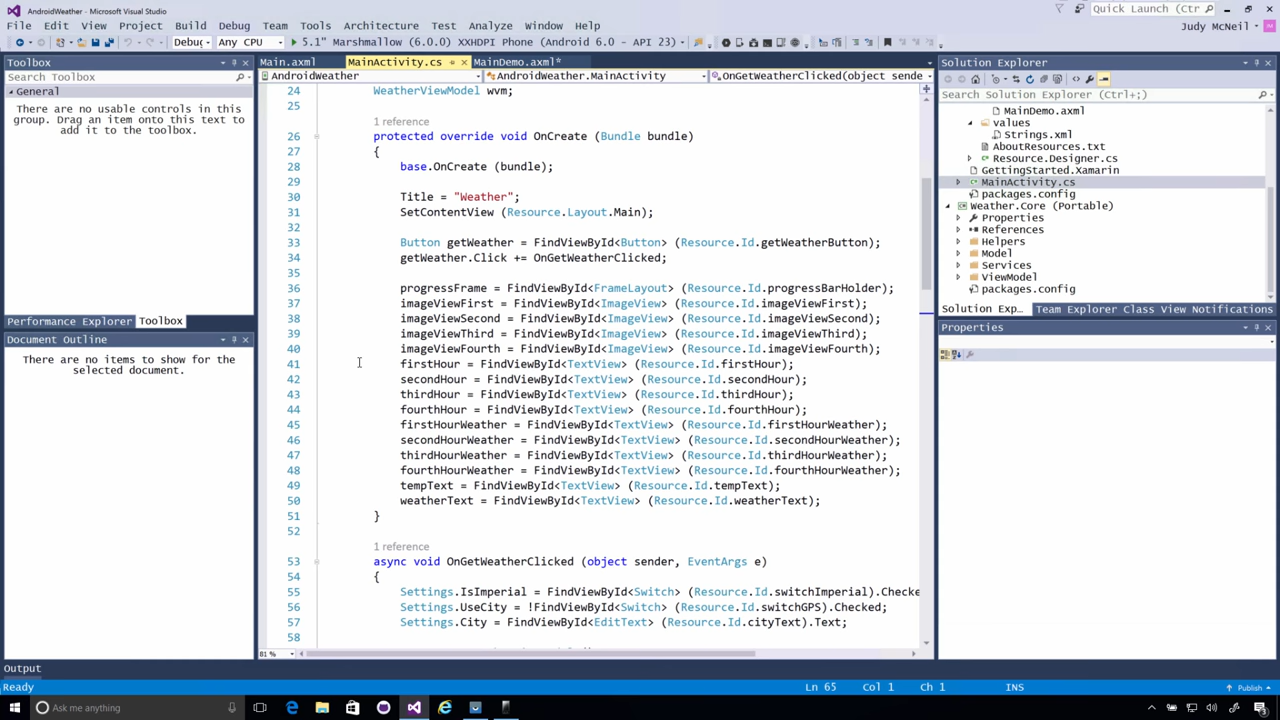 AndroidWeather - Microsoft Visual Studio
Quick Launch (Ctr
File Edit View Project Build Debug Team Tools Architecture Test Analyze Window Help
Judy McNeil
Debug Any CPU 5.1" Marshmallow (6.0.0) XXHDPI Phone (Android 6.0 - API 23)
Toolbox
Search Toolbox
General
There are no usable controls in this
group. Drag an item onto this text to
add it to the toolbox.
Performance Explorer Toolbox
Document Outline
There are no items to show for the
selected document.
Main.axml MainActivity.cs MainDemo.axml*
AndroidWeather AndroidWeather.MainActivity OnGetWeatherClicked(object sende
24 WeatherViewModel wvm;
25
1 reference
26 protected override void OnCreate (Bundle bundle)
27 {
28 base.OnCreate (bundle);
29
30 Title = "Weather";
31 SetContentView (Resource.Layout.Main);
32
33 Button getWeather = FindViewById<Button> (Resource.Id.getWeatherButton);
34 getWeather.Click += OnGetWeatherClicked;
35
36 progressFrame = FindViewById<FrameLayout> (Resource.Id.progressBarHolder);
37 imageViewFirst = FindViewById<ImageView> (Resource.Id.imageViewFirst);
38 imageViewSecond = FindViewById<ImageView> (Resource.Id.imageViewSecond);
39 imageViewThird = FindViewById<ImageView> (Resource.Id.imageViewThird);
40 imageViewFourth = FindViewById<ImageView> (Resource.Id.imageViewFourth);
41 firstHour = FindViewById<TextView> (Resource.Id.firstHour);
42 secondHour = FindViewById<TextView> (Resource.Id.secondHour);
43 thirdHour = FindViewById<TextView> (Resource.Id.thirdHour);
44 fourthHour = FindViewById<TextView> (Resource.Id.fourthHour);
45 firstHourWeather = FindViewById<TextView> (Resource.Id.firstHourWeather);
46 secondHourWeather = FindViewById<TextView> (Resource.Id.secondHourWeather);
47 thirdHourWeather = FindViewById<TextView> (Resource.Id.thirdHourWeather);
48 fourthHourWeather = FindViewById<TextView> (Resource.Id.fourthHourWeather);
49 tempText = FindViewById<TextView> (Resource.Id.tempText);
50 weatherText = FindViewById<TextView> (Resource.Id.weatherText);
51 }
52
1 reference
53 async void OnGetWeatherClicked (object sender, EventArgs e)
54 {
55 Settings.IsImperial = FindViewById<Switch> (Resource.Id.switchImperial).Checke
56 Settings.UseCity = !FindViewById<Switch> (Resource.Id.switchGPS).Checked;
57 Settings.City = FindViewById<EditText> (Resource.Id.cityText).Text;
58
81 %
Solution Explorer
Search Solution Explorer (Ctrl+;)
MainDemo.axml
values
Strings.xml
AboutResources.txt
Resource.Designer.cs
GettingStarted.Xamarin
MainActivity.cs
packages.config
Weather.Core (Portable)
Properties
References
Helpers
Model
Services
ViewModel
packages.config
Solution Exp... Team Explorer Class View Notifications
Properties
Output
Ready Ln 65 Col 1 Ch 1 INS Publish
Ask me anything